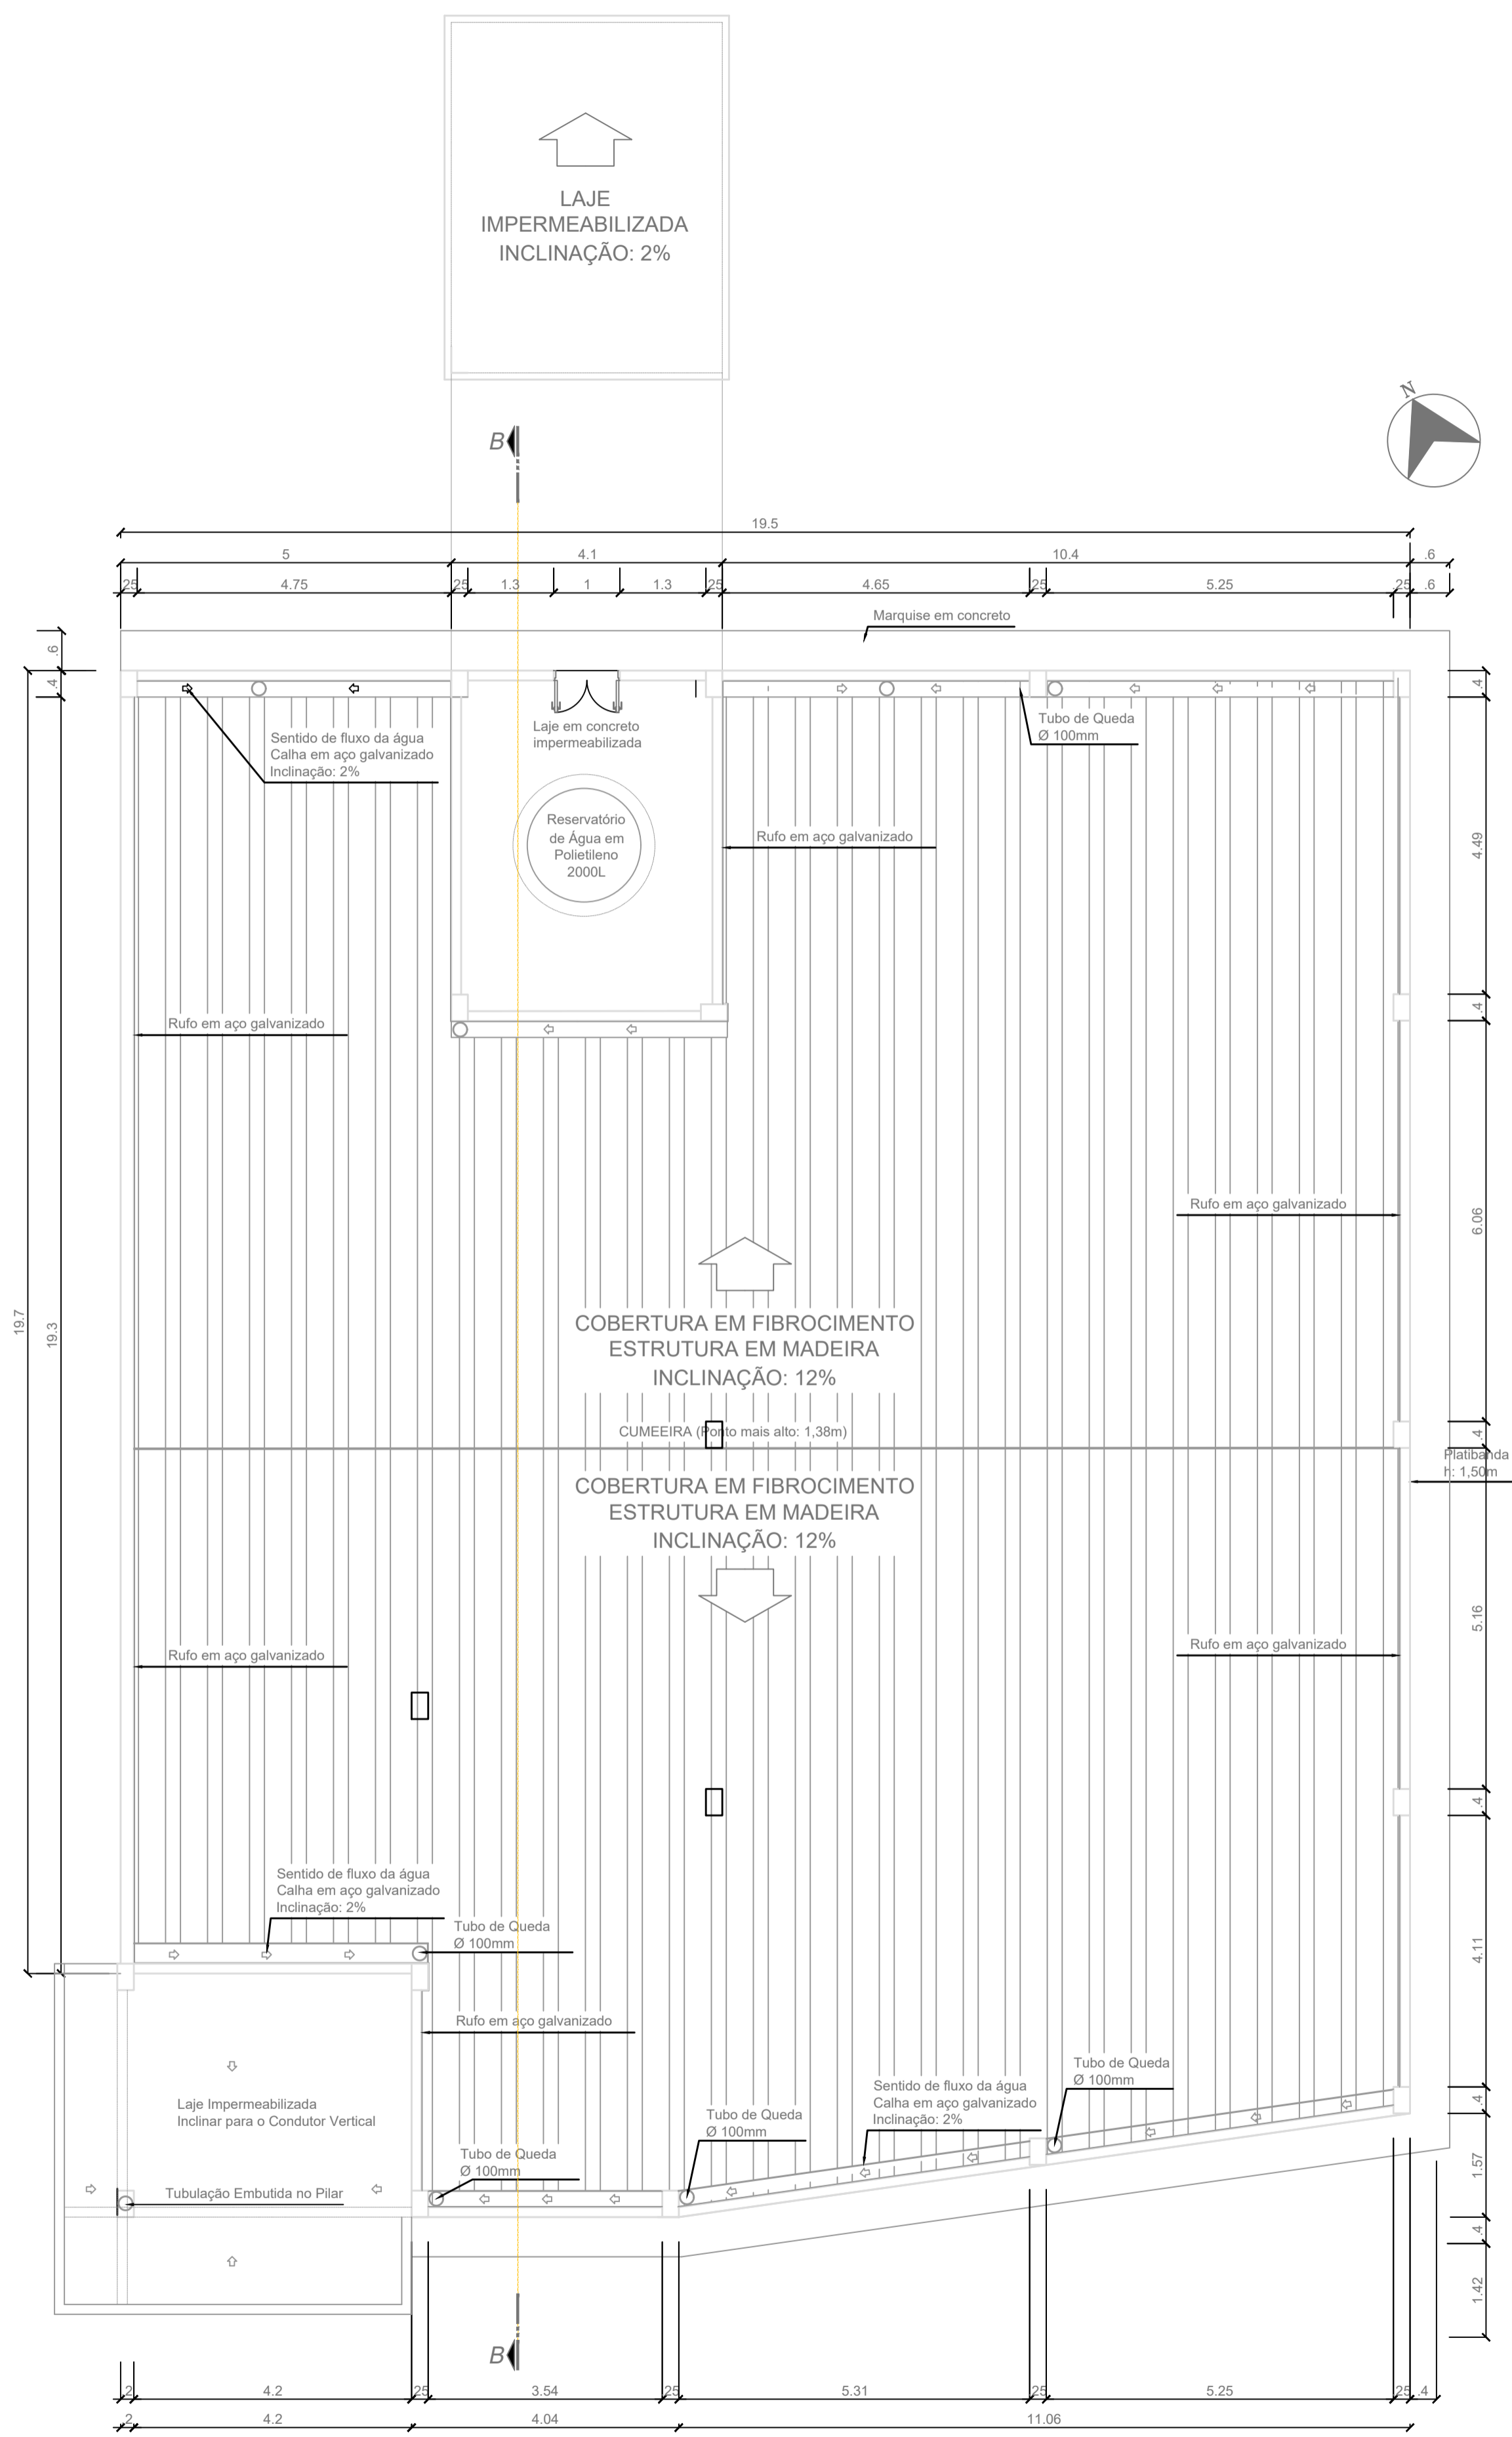 LAJE
IMPERMEABILIZADA
INCLINAÇÃO: 2%
N
B
19.5
5
4.1
10.4
.6
.25
4.75
.25
1.3
1
1.3
.25
4.65
.25
5.25
.25
.6
Marquise em concreto
.6
.4
.4
Sentido de fluxo da água
Calha em aço galvanizado
Inclinação: 2%
Laje em concreto
impermeabilizada
Tubo de Queda
Ø 100mm
Reservatório
de Água em
Polietileno
2000L
Rufo em aço galvanizado
4.49
Rufo em aço galvanizado
.4
Rufo em aço galvanizado
6.06
19.7
19.3
COBERTURA EM FIBROCIMENTO
ESTRUTURA EM MADEIRA
INCLINAÇÃO: 12%
CUMEEIRA (Ponto mais alto: 1,38m)
.4
Platibanda
h: 1,50m
COBERTURA EM FIBROCIMENTO
ESTRUTURA EM MADEIRA
INCLINAÇÃO: 12%
5.16
Rufo em aço galvanizado
Rufo em aço galvanizado
.4
Sentido de fluxo da água
Calha em aço galvanizado
Inclinação: 2%
Tubo de Queda
Ø 100mm
4.11
Rufo em aço galvanizado
Tubo de Queda
Ø 100mm
Sentido de fluxo da água
Calha em aço galvanizado
Inclinação: 2%
.4
Laje Impermeabilizada
Inclinar para o Condutor Vertical
Tubo de Queda
Ø 100mm
Tubo de Queda
Ø 100mm
1.57
Tubulação Embutida no Pilar
.4
1.42
B
.2
4.2
.25
3.54
.25
5.31
.25
5.25
.25
.4
.2
4.2
4.04
11.06